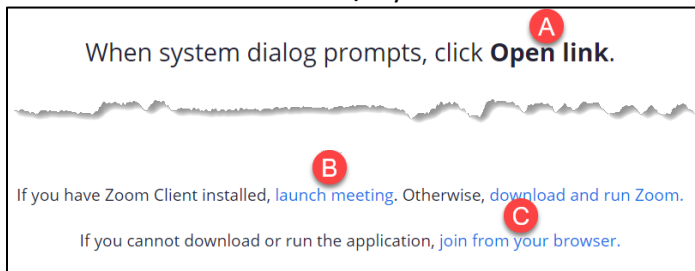 A
When system dialog prompts, click Open link.
B
If you have Zoom Client installed, launch meeting. Otherwise, download and run Zoom.
C
If you cannot download or run the application, join from your browser.